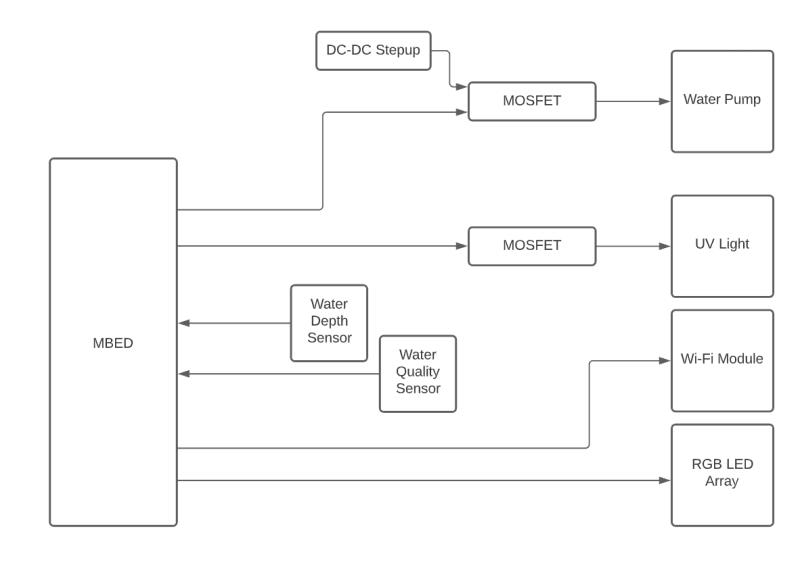 DC-DC Stepup
MOSFET
Water Pump
MOSFET
UV Light
MBED
Water
Depth
Sensor
Water
Quality
Sensor
Wi-Fi Module
RGB LED
Array